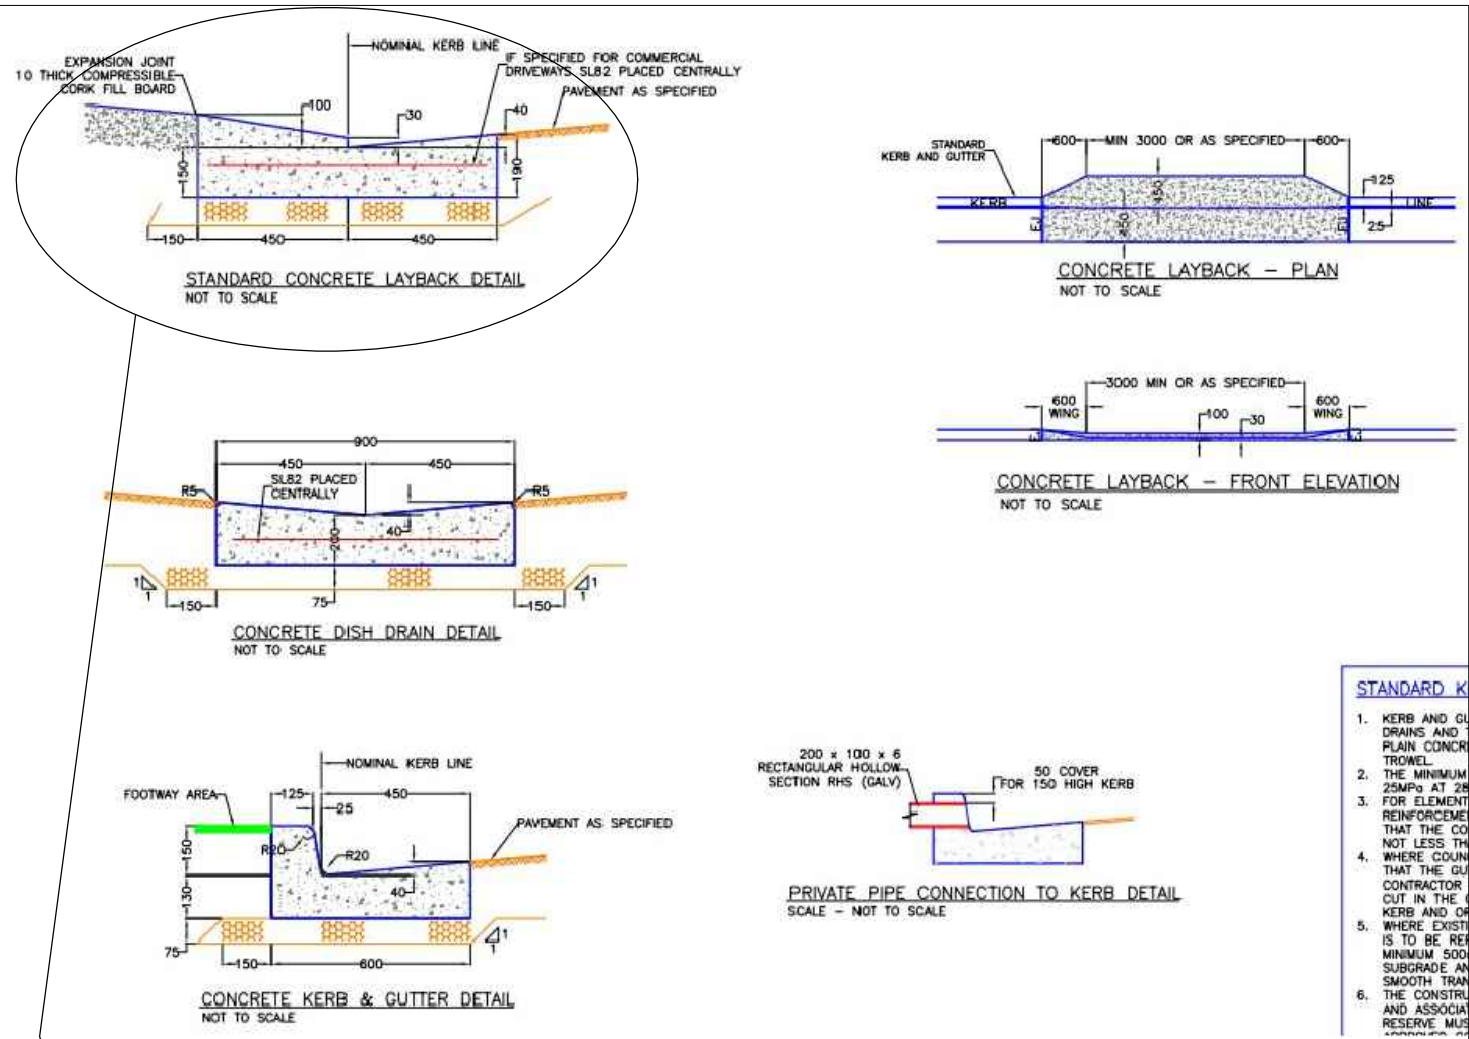 NOMINAL KERB LINE
EXPANSION JOINT
10 THICK COMPRESSIBLE
CORK FILL BOARD
IF SPECIFIED FOR COMMERCIAL
DRIVEWAYS SL82 PLACED CENTRALLY
PAVEMENT AS SPECIFIED
100
30
40
150
190
150
450
450
STANDARD CONCRETE LAYBACK DETAIL
NOT TO SCALE
600
MIN 3000 OR AS SPECIFIED
600
STANDARD
KERB AND GUTTER
450
125
KERB
LINE
EJ
450
EJ
25
CONCRETE LAYBACK - PLAN
NOT TO SCALE
3000 MIN OR AS SPECIFIED
600
WING
600
WING
100
30
EJ
EJ
CONCRETE LAYBACK - FRONT ELEVATION
NOT TO SCALE
900
450
450
SL82 PLACED
CENTRALLY
R5
R5
40
200
1
1
1
1
150
75
150
CONCRETE DISH DRAIN DETAIL
NOT TO SCALE
NOMINAL KERB LINE
FOOTWAY AREA
125
450
25
PAVEMENT AS SPECIFIED
R20
R20
150
40
130
75
1
1
150
600
CONCRETE KERB & GUTTER DETAIL
NOT TO SCALE
200 x 100 x 6
RECTANGULAR HOLLOW
SECTION RHS (GALV)
50 COVER
FOR 150 HIGH KERB
PRIVATE PIPE CONNECTION TO KERB DETAIL
SCALE - NOT TO SCALE
STANDARD K
1. KERB AND GU
DRAINS AND T
PLAIN CONCRE
TROWEL.
2. THE MINIMUM
25MPa AT 28
3. FOR ELEMENT
REINFORCEME
THAT THE CO
NOT LESS THA
4. WHERE COUNC
THAT THE GU
CONTRACTOR
CUT IN THE
KERB AND OR
5. WHERE EXISTI
IS TO BE REP
MINIMUM 500
SUBGRADE AN
SMOOTH TRAN
6. THE CONSTRU
AND ASSOCIAT
RESERVE MUS